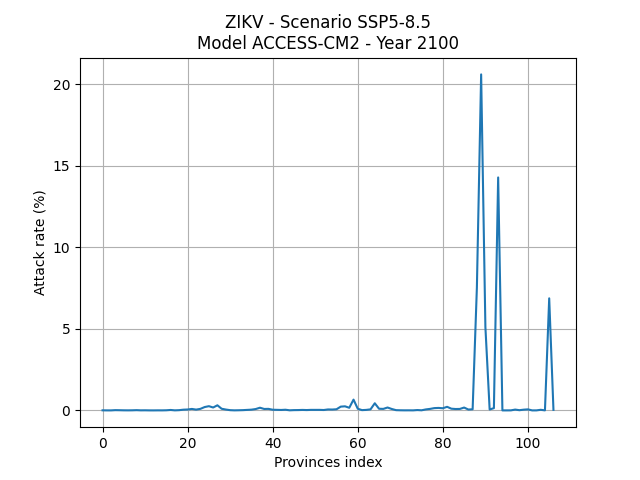 ZIKV - Scenario SSP5-8.5
Model ACCESS-CM2 - Year 2100
20
15
10
5
0
Attack rate (%)
0 20 40 60 80 100
Provinces index